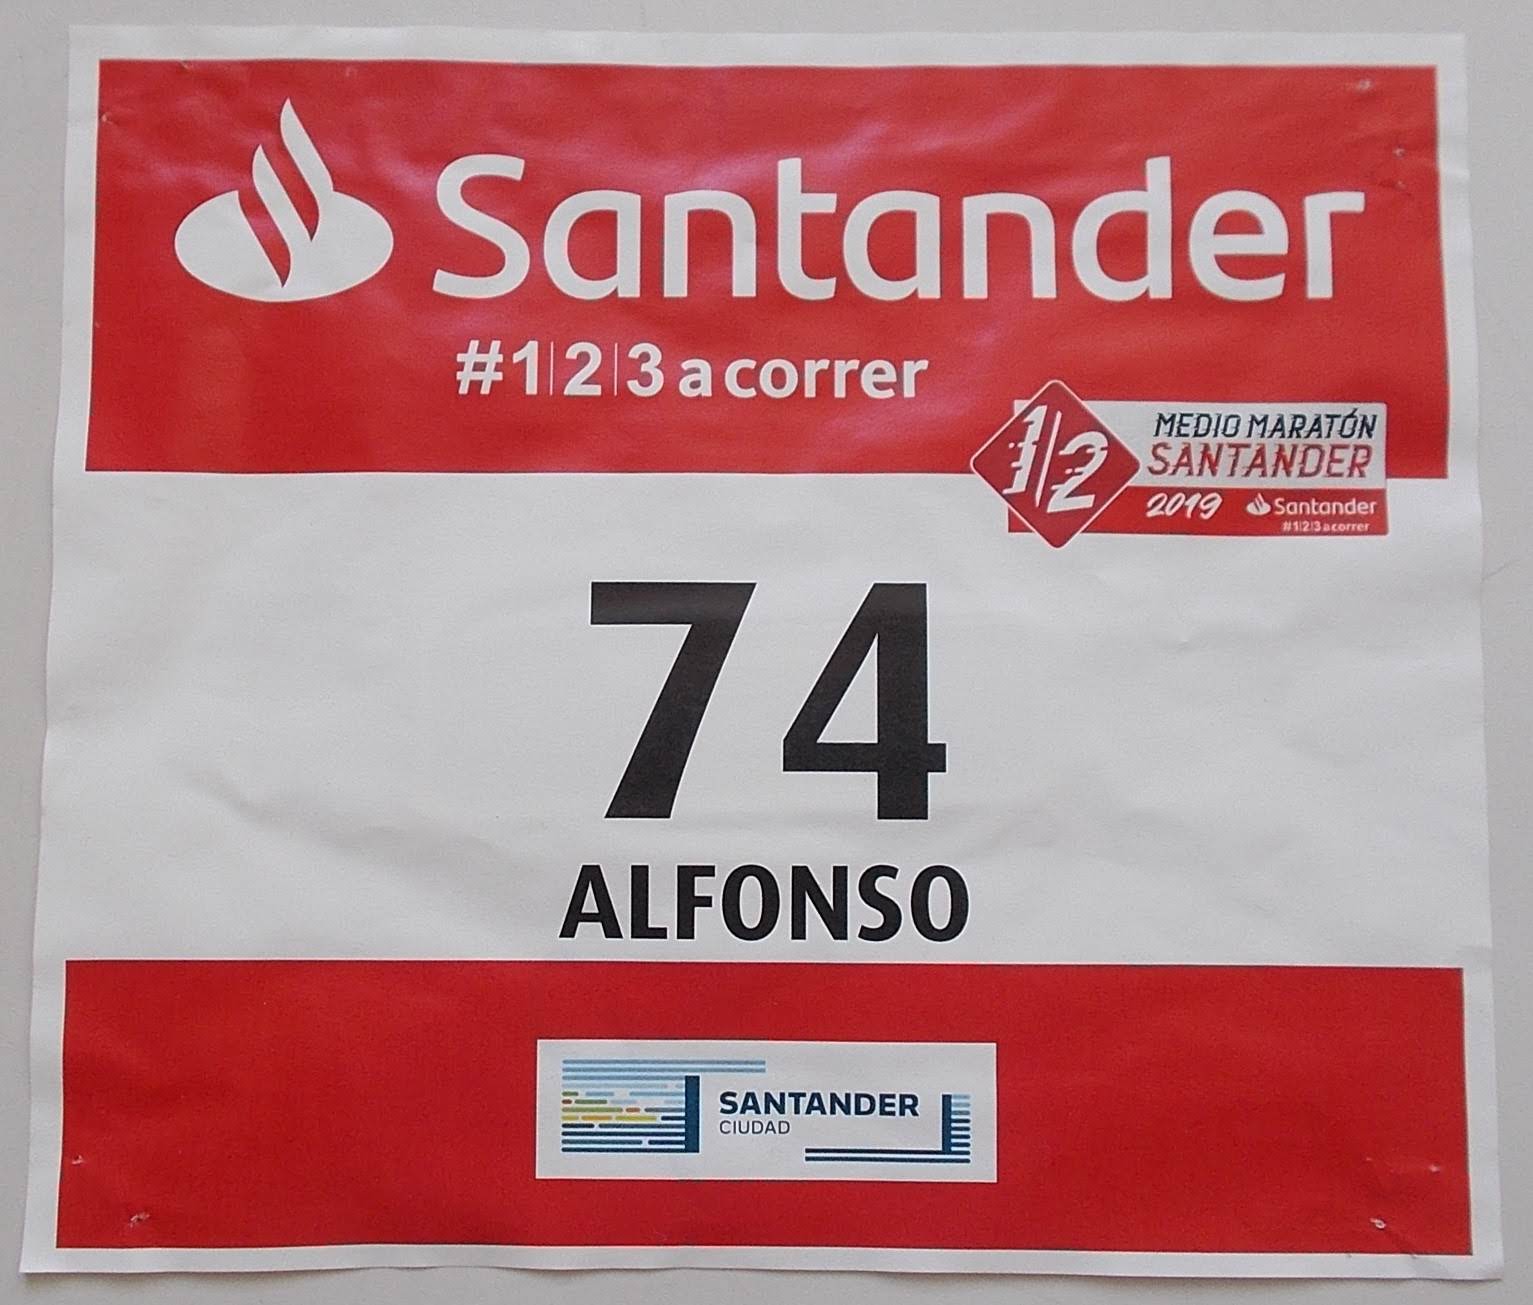 Santander
#1|2|3 a correr
1/2
MEDIO MARATÓN
SANTANDER
2019 Santander
#1|2|3 a correr
74
ALFONSO
SANTANDER
CIUDAD